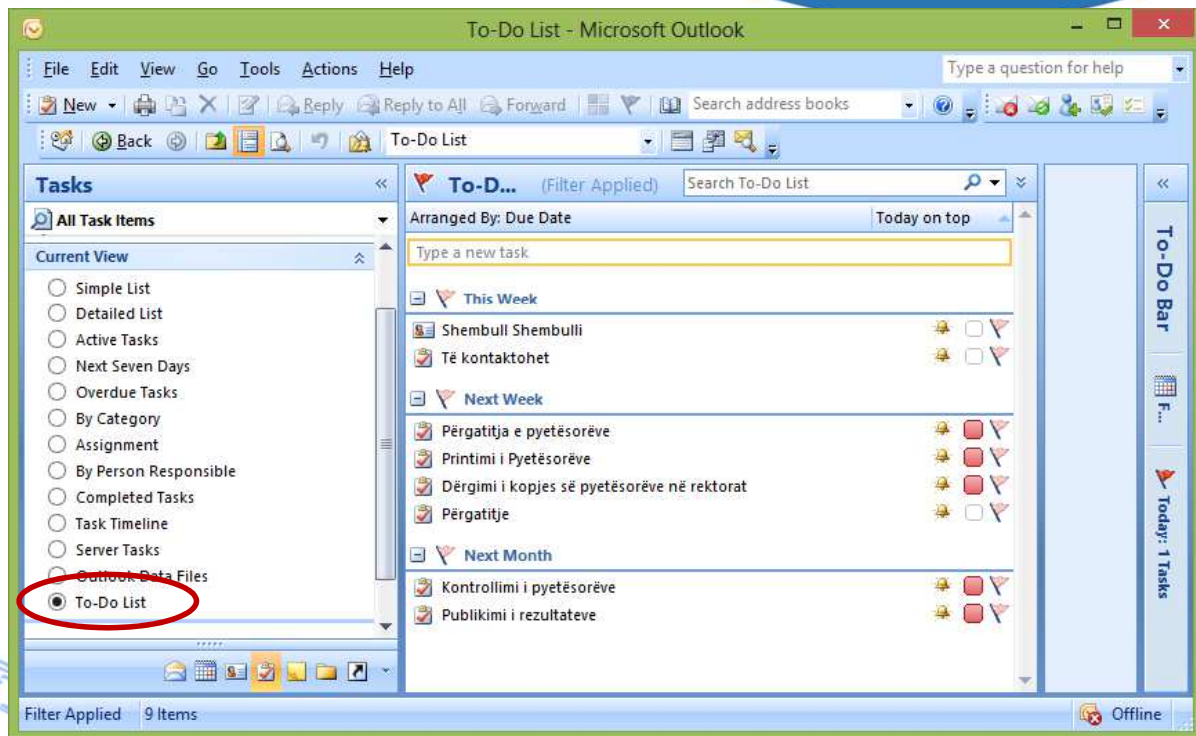 To-Do List - Microsoft Outlook
File Edit View Go Tools Actions Help
Type a question for help
New Reply Reply to All Forward Search address books
Back To-Do List
Tasks
All Task Items
Current View
Simple List
Detailed List
Active Tasks
Next Seven Days
Overdue Tasks
By Category
Assignment
By Person Responsible
Completed Tasks
Task Timeline
Server Tasks
Outlook Data Files
To-Do List
To-D... (Filter Applied) Search To-Do List
Arranged By: Due Date Today on top
Type a new task
This Week
Shembull Shembulli
Të kontaktohet
Next Week
Përgatitja e pyetësorëve
Printimi i Pyetësorëve
Dërgimi i kopjes së pyetësorëve në rektorat
Përgatitje
Next Month
Kontrollimi i pyetësorëve
Publikimi i rezultateve
To-Do Bar
F...
Today: 1 Tasks
Filter Applied 9 Items
Offline